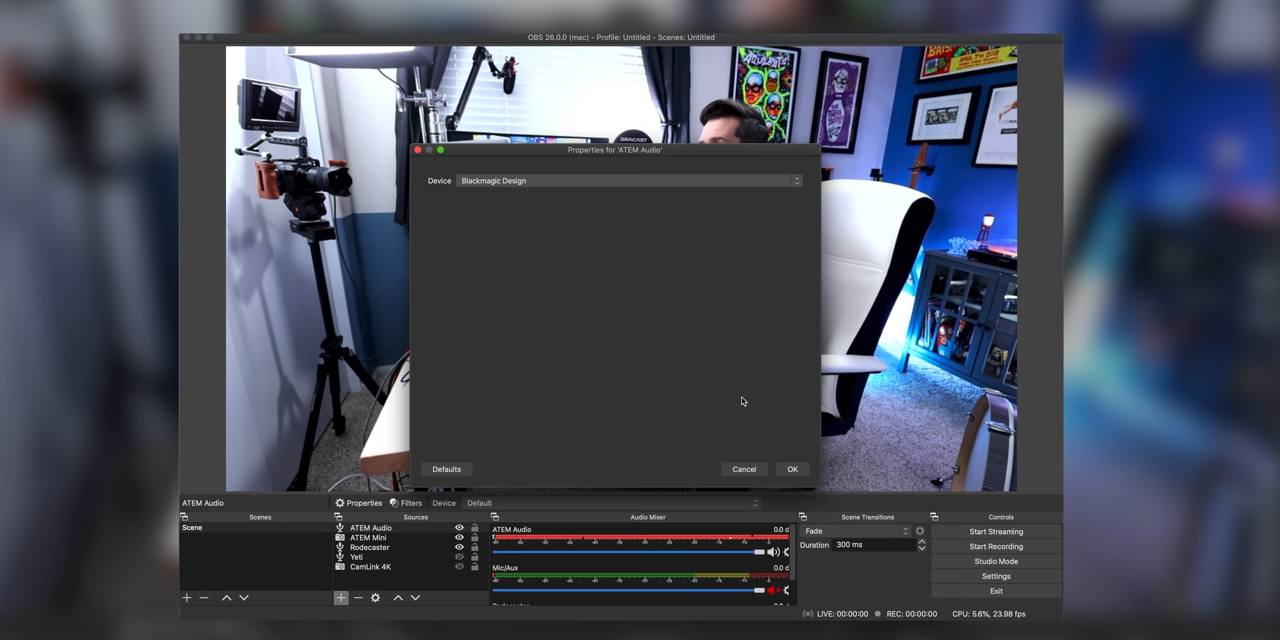 OBS 26.0.0 (mac) - Profile: Untitled - Scenes: Untitled
AQUABATS
Properties for 'ATEM Audio'
Device Blackmagic Design
Defaults Cancel OK
ATEM Audio Properties Filters Device Default
Scenes Sources Audio Mixer Scene Transitions Controls
Scene
ATEM Audio
ATEM Mini
Rodecaster
Yeti
CamLink 4K
ATEM Audio 0.0 d
Mic/Aux 0.0 d
Fade
Duration 300 ms
Start Streaming
Start Recording
Studio Mode
Settings
Exit
LIVE: 00:00:00 REC: 00:00:00 CPU: 5.6%, 23.98 fps